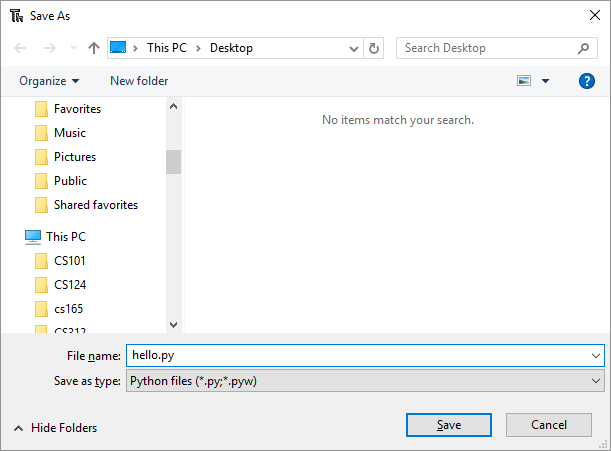 Save As
This PC > Desktop
Search Desktop
Organize
New folder
?
Favorites
Music
Pictures
Public
Shared favorites
This PC
CS101
CS124
cs165
CS312
No items match your search.
File name: hello.py
Save as type: Python files (*.py;*.pyw)
Hide Folders
Save
Cancel